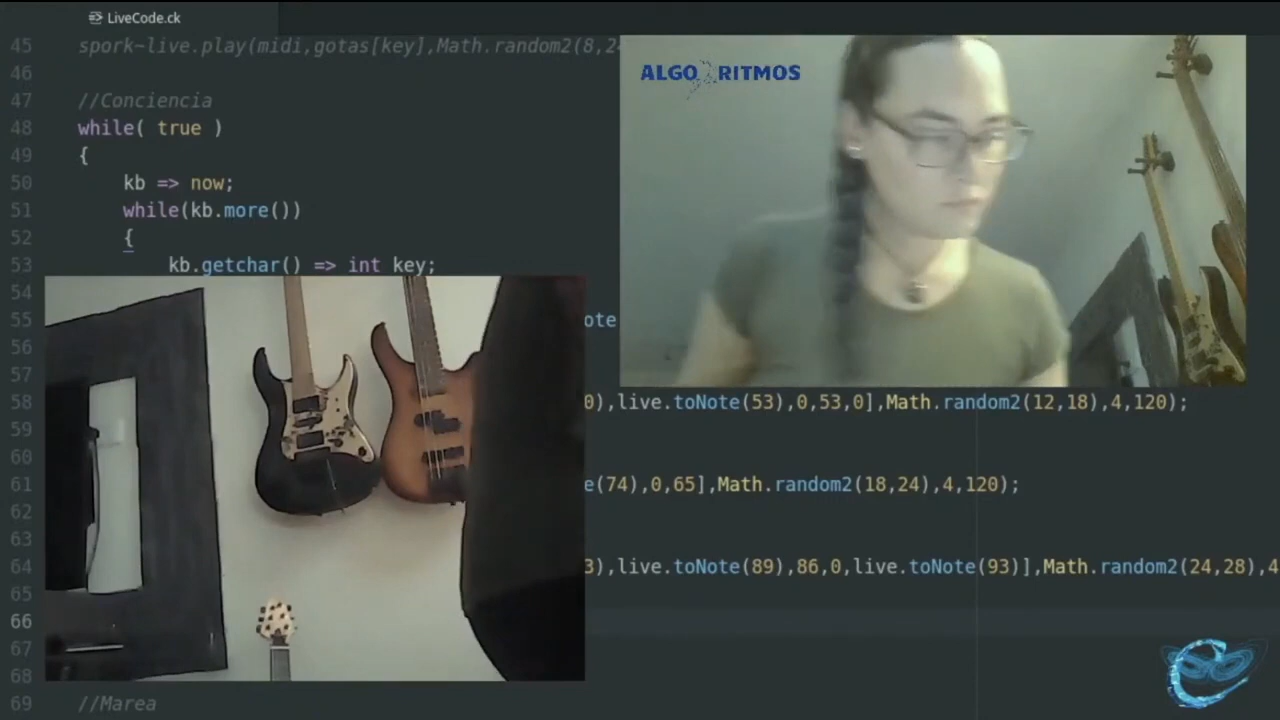 LiveCode.ck
45 spork~live.play(midi,gotas[key],Math.random2(8,2
ALGO RITMOS
46
47 //Conciencia
48 while( true )
49 {
50 kb => now;
51 while(kb.more())
52 {
53 kb.getchar() => int key;
54
55 ote
56
57
58 0),live.toNote(53),0,53,0],Math.random2(12,18),4,120);
59
60
61 e(74),0,65],Math.random2(18,24),4,120);
62
63
64 3),live.toNote(89),86,0,live.toNote(93)],Math.random2(24,28),4
65
66
67
68
69 //Marea